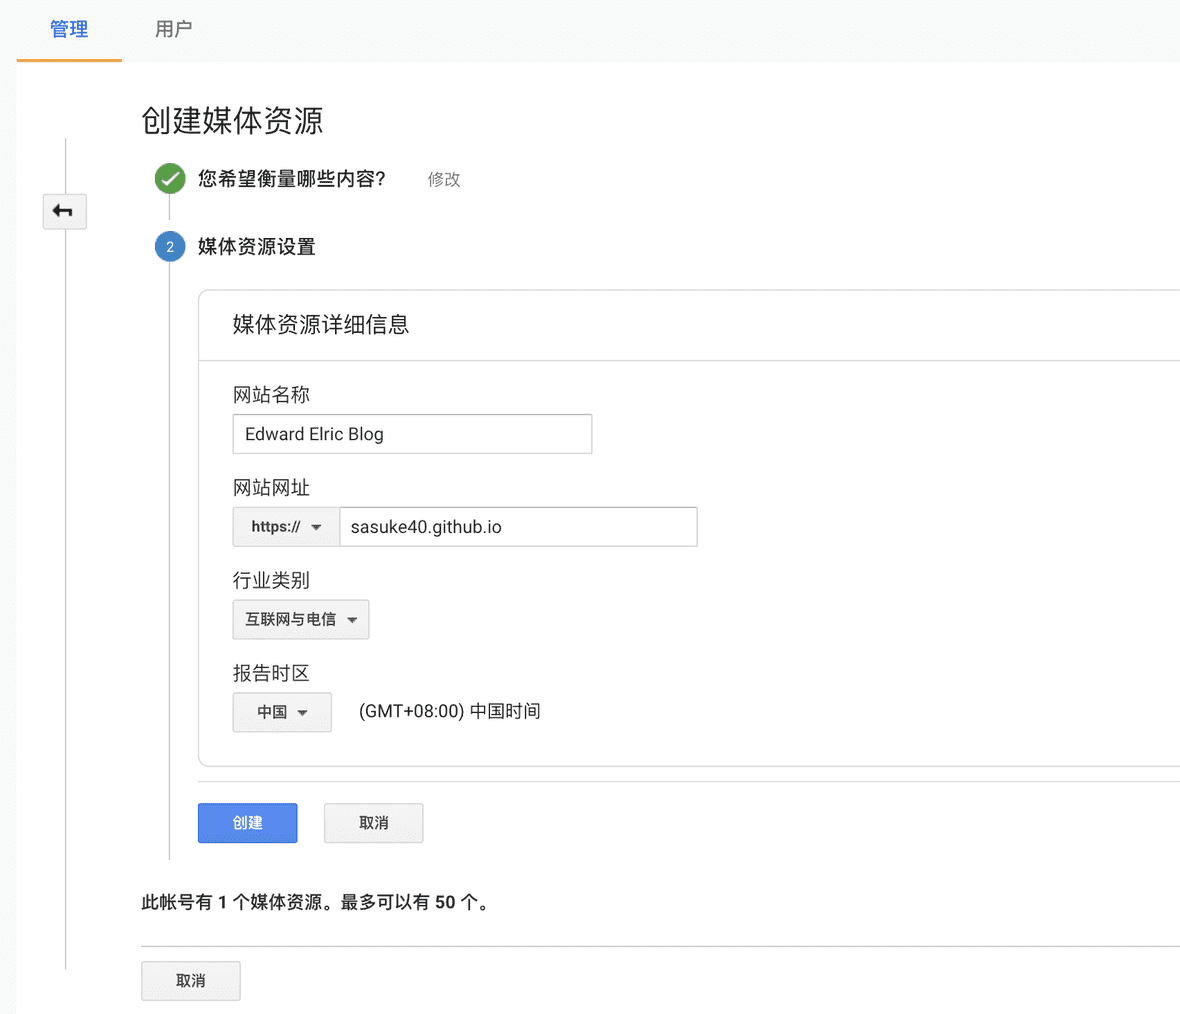 管理 用户
创建媒体资源
您希望衡量哪些内容? 修改
2 媒体资源设置
媒体资源详细信息
网站名称
Edward Elric Blog
网站网址
https:// sasuke40.github.io
行业类别
互联网与电信
报告时区
中国 (GMT+08:00) 中国时间
创建 取消
此帐号有 1 个媒体资源。最多可以有 50 个。
取消